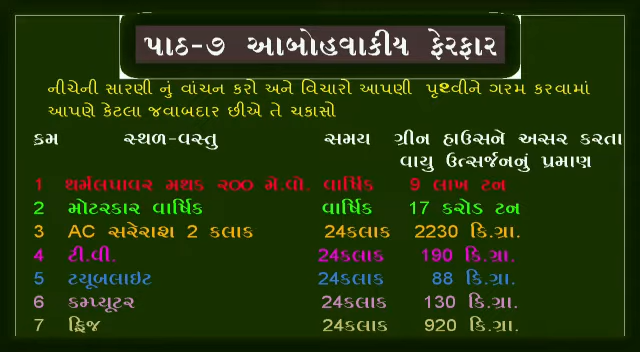 પાઠ-૭ આબોહવાકીય ફેરફાર
નીચેની સારણી નું વાંચન કરો અને વિચારો આપણી પૃથ્વીને ગરમ કરવામાં
આપણે કેટલા જવાબદાર છીએ તે ચકાસો
ક્રમ સ્થળ-વસ્તુ સમય ગ્રીન હાઉસને અસર કરતા
વાયુ ઉત્સર્જનનું પ્રમાણ
1 થર્મલપાવર મથક ૨૦૦ મે.વો. વાર્ષિક 9 લાખ ટન
2 મોટરકાર વાર્ષિક વાર્ષિક 17 કરોડ ટન
3 AC સરેરાશ 2 કલાક 24કલાક 2230 કિ.ગ્રા.
4 ટી.વી. 24કલાક 190 કિ.ગ્રા.
5 ટયૂબલાઇટ 24કલાક 88 કિ.ગ્રા.
6 કમ્પ્યૂટર 24કલાક 130 કિ.ગ્રા.
7 ફ્રિજ 24કલાક 920 કિ.ગ્રા.